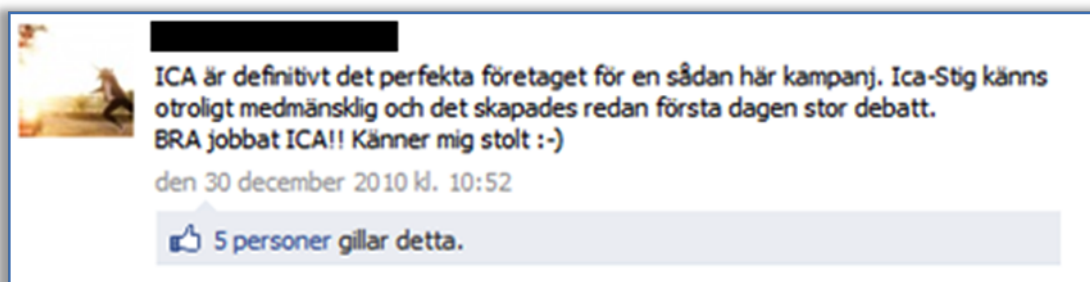 ICA är definitivt det perfekta företaget för en sådan här kampanj. Ica-Stig känns
otroligt medmänsklig och det skapades redan första dagen stor debatt.
BRA jobbat ICA!! Känner mig stolt :-)
den 30 december 2010 kl. 10:52
5 personer gillar detta.